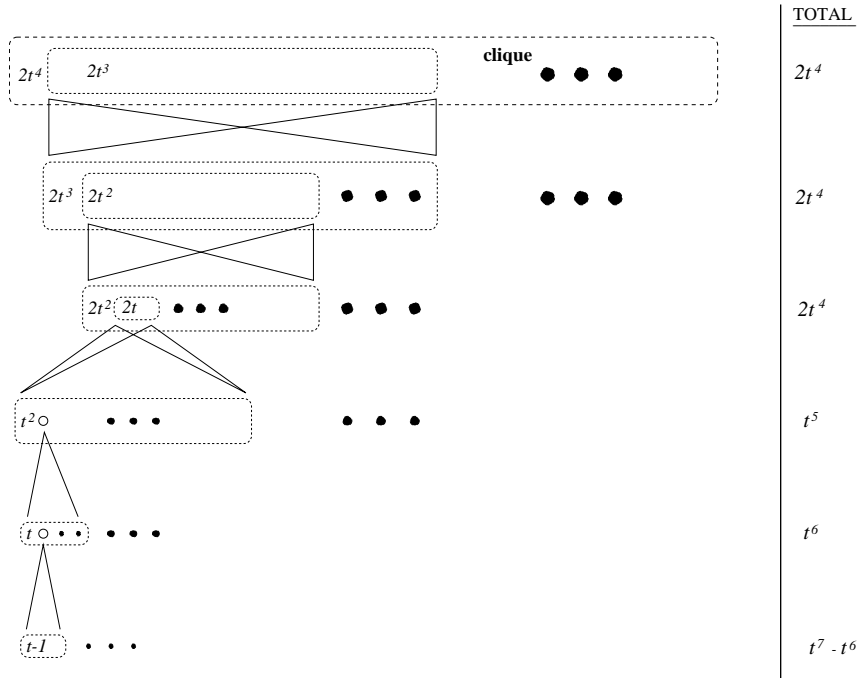 TOTAL
clique
2t⁴ 2t³ 2t⁴
2t³ 2t² 2t⁴
2t² 2t 2t⁴
t² t⁵
t t⁶
t-1 t⁷ - t⁶